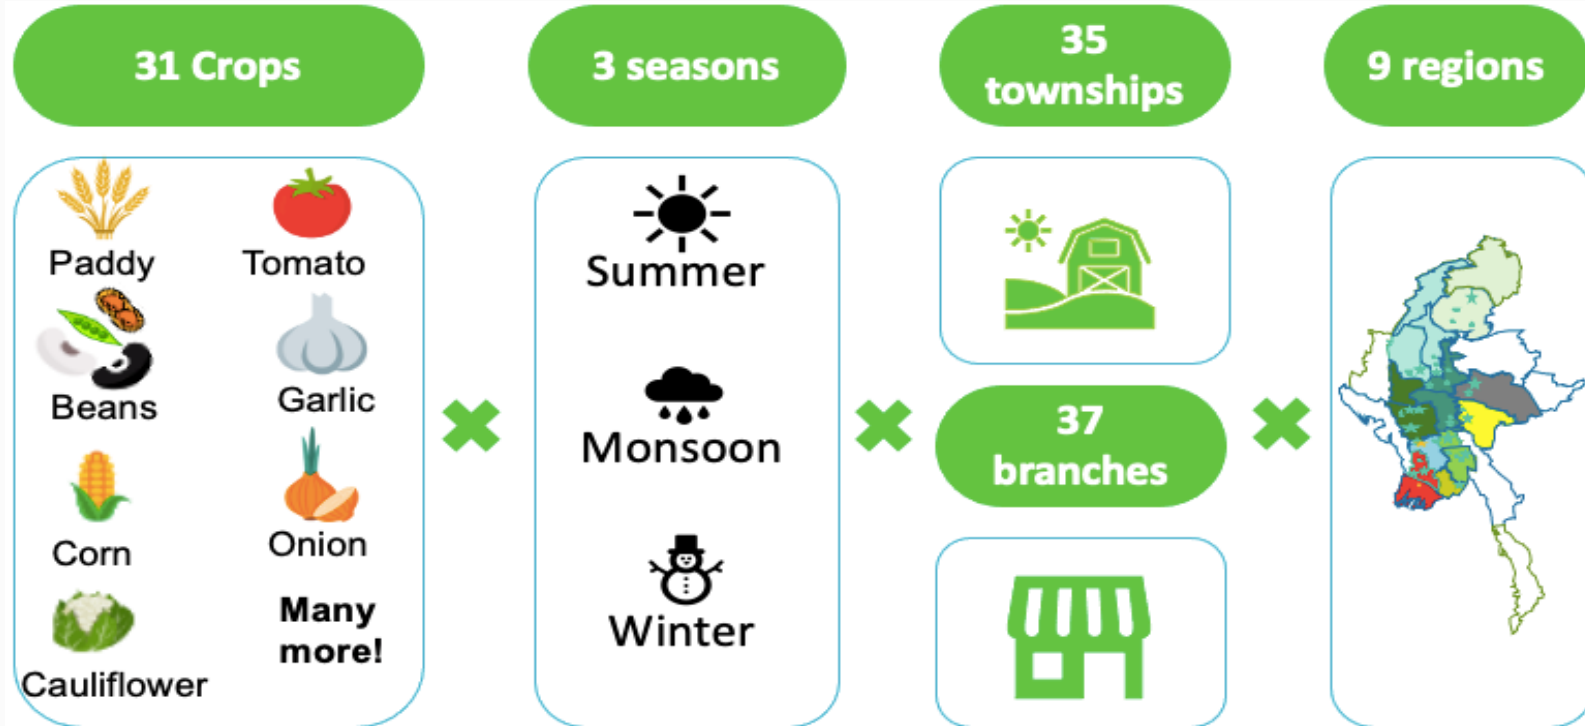 31 Crops
3 seasons
35
townships
9 regions
Paddy
Tomato
Beans
Garlic
Corn
Onion
Cauliflower
Many
more!
Summer
Monsoon
Winter
37
branches